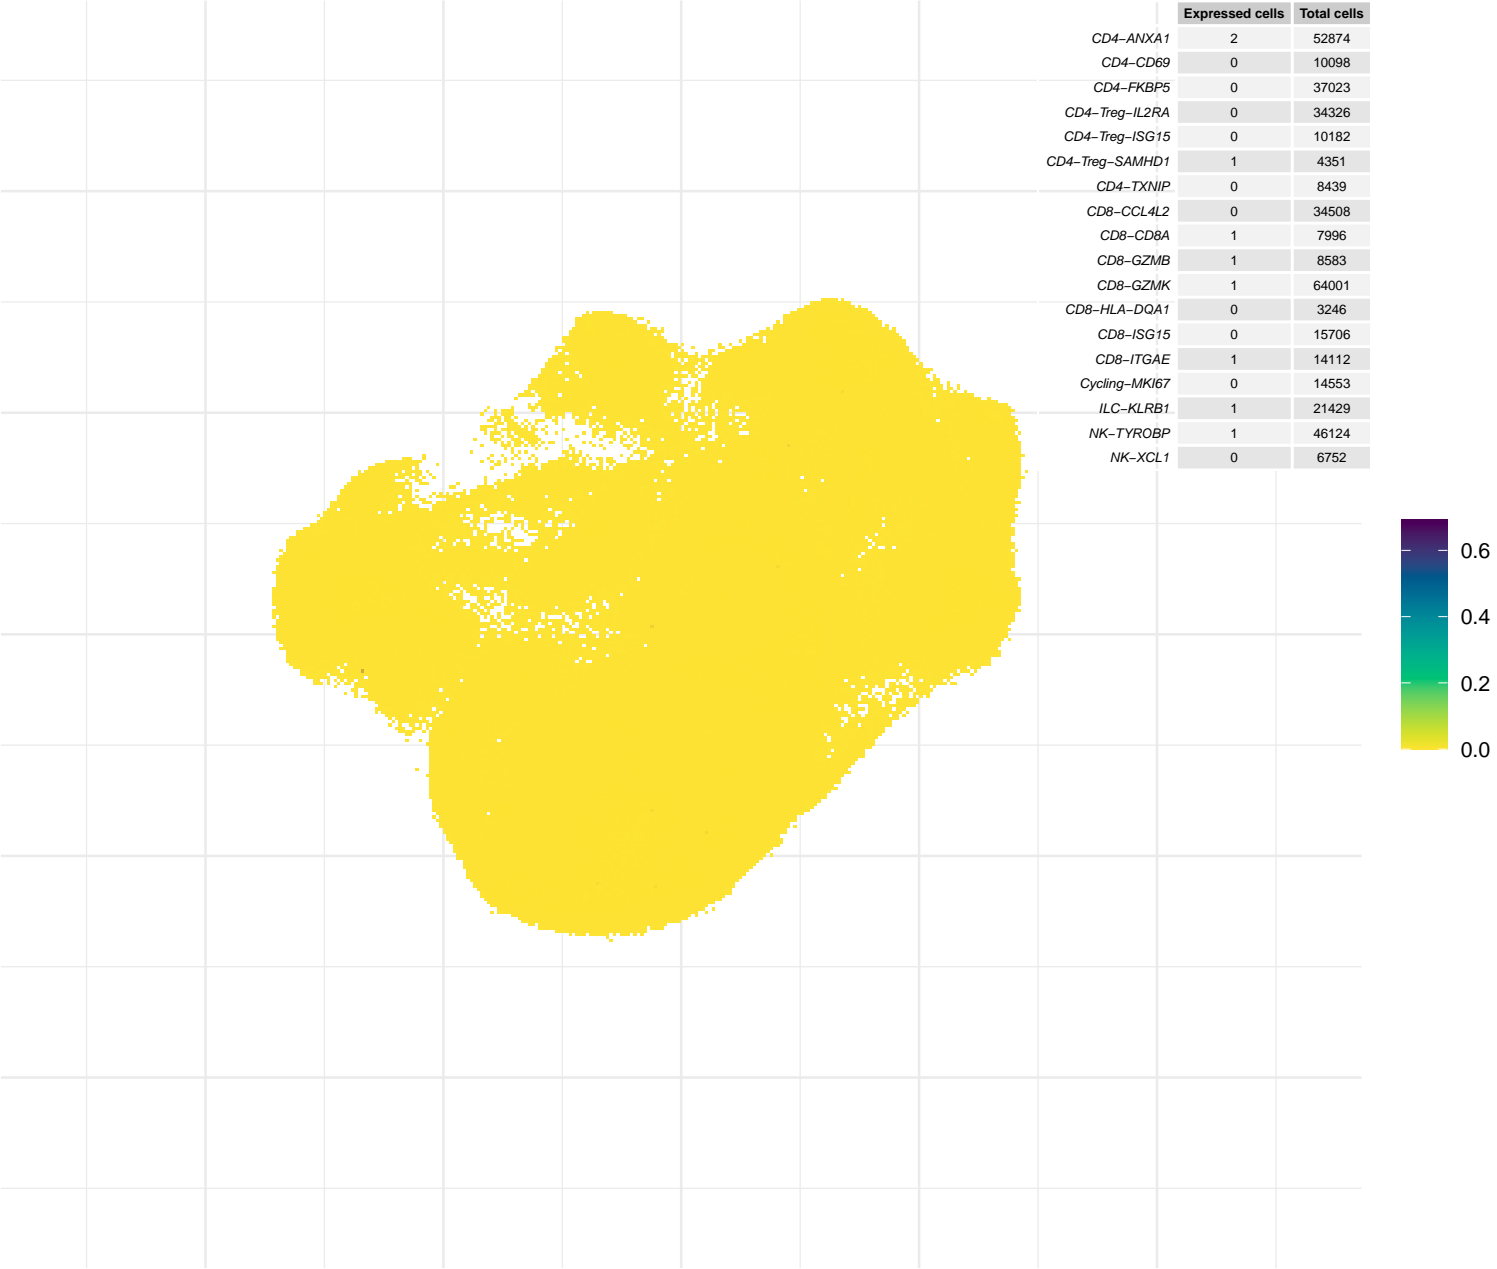 Expressed cells Total cells
CD4−ANXA1 2 52874
CD4−CD69 0 10098
CD4−FKBP5 0 37023
CD4−Treg−IL2RA 0 34326
CD4−Treg−ISG15 0 10182
CD4−Treg−SAMHD1 1 4351
CD4−TXNIP 0 8439
CD8−CCL4L2 0 34508
CD8−CD8A 1 7996
CD8−GZMB 1 8583
CD8−GZMK 1 64001
CD8−HLA−DQA1 0 3246
CD8−ISG15 0 15706
CD8−ITGAE 1 14112
Cycling−MKI67 0 14553
ILC−KLRB1 1 21429
NK−TYROBP 1 46124
NK−XCL1 0 6752
0.6
0.4
0.2
0.0